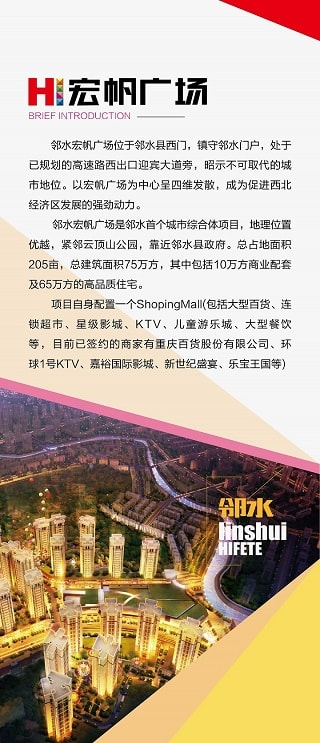 HI宏帆广场
BRIEF INTRODUCTION
邻水宏帆广场位于邻水县西门，镇守邻水门户，处于
已规划的高速路西出口迎宾大道旁，昭示不可取代的城
市地位。以宏帆广场为中心呈四维发散，成为促进西北
经济区发展的强劲动力。
邻水宏帆广场是邻水首个城市综合体项目，地理位置
优越，紧邻云顶山公园，靠近邻水县政府。总占地面积
205亩，总建筑面积75万方，其中包括10万方商业配套
及65万方的高品质住宅。
项目自身配置一个ShopingMall(包括大型百货、连
锁超市、星级影城、KTV、儿童游乐城、大型餐饮
等，目前已签约的商家有重庆百货股份有限公司、环
球1号KTV、嘉裕国际影城、新世纪盛宴、乐宝王国等)
邻水
linshui
HIFETE